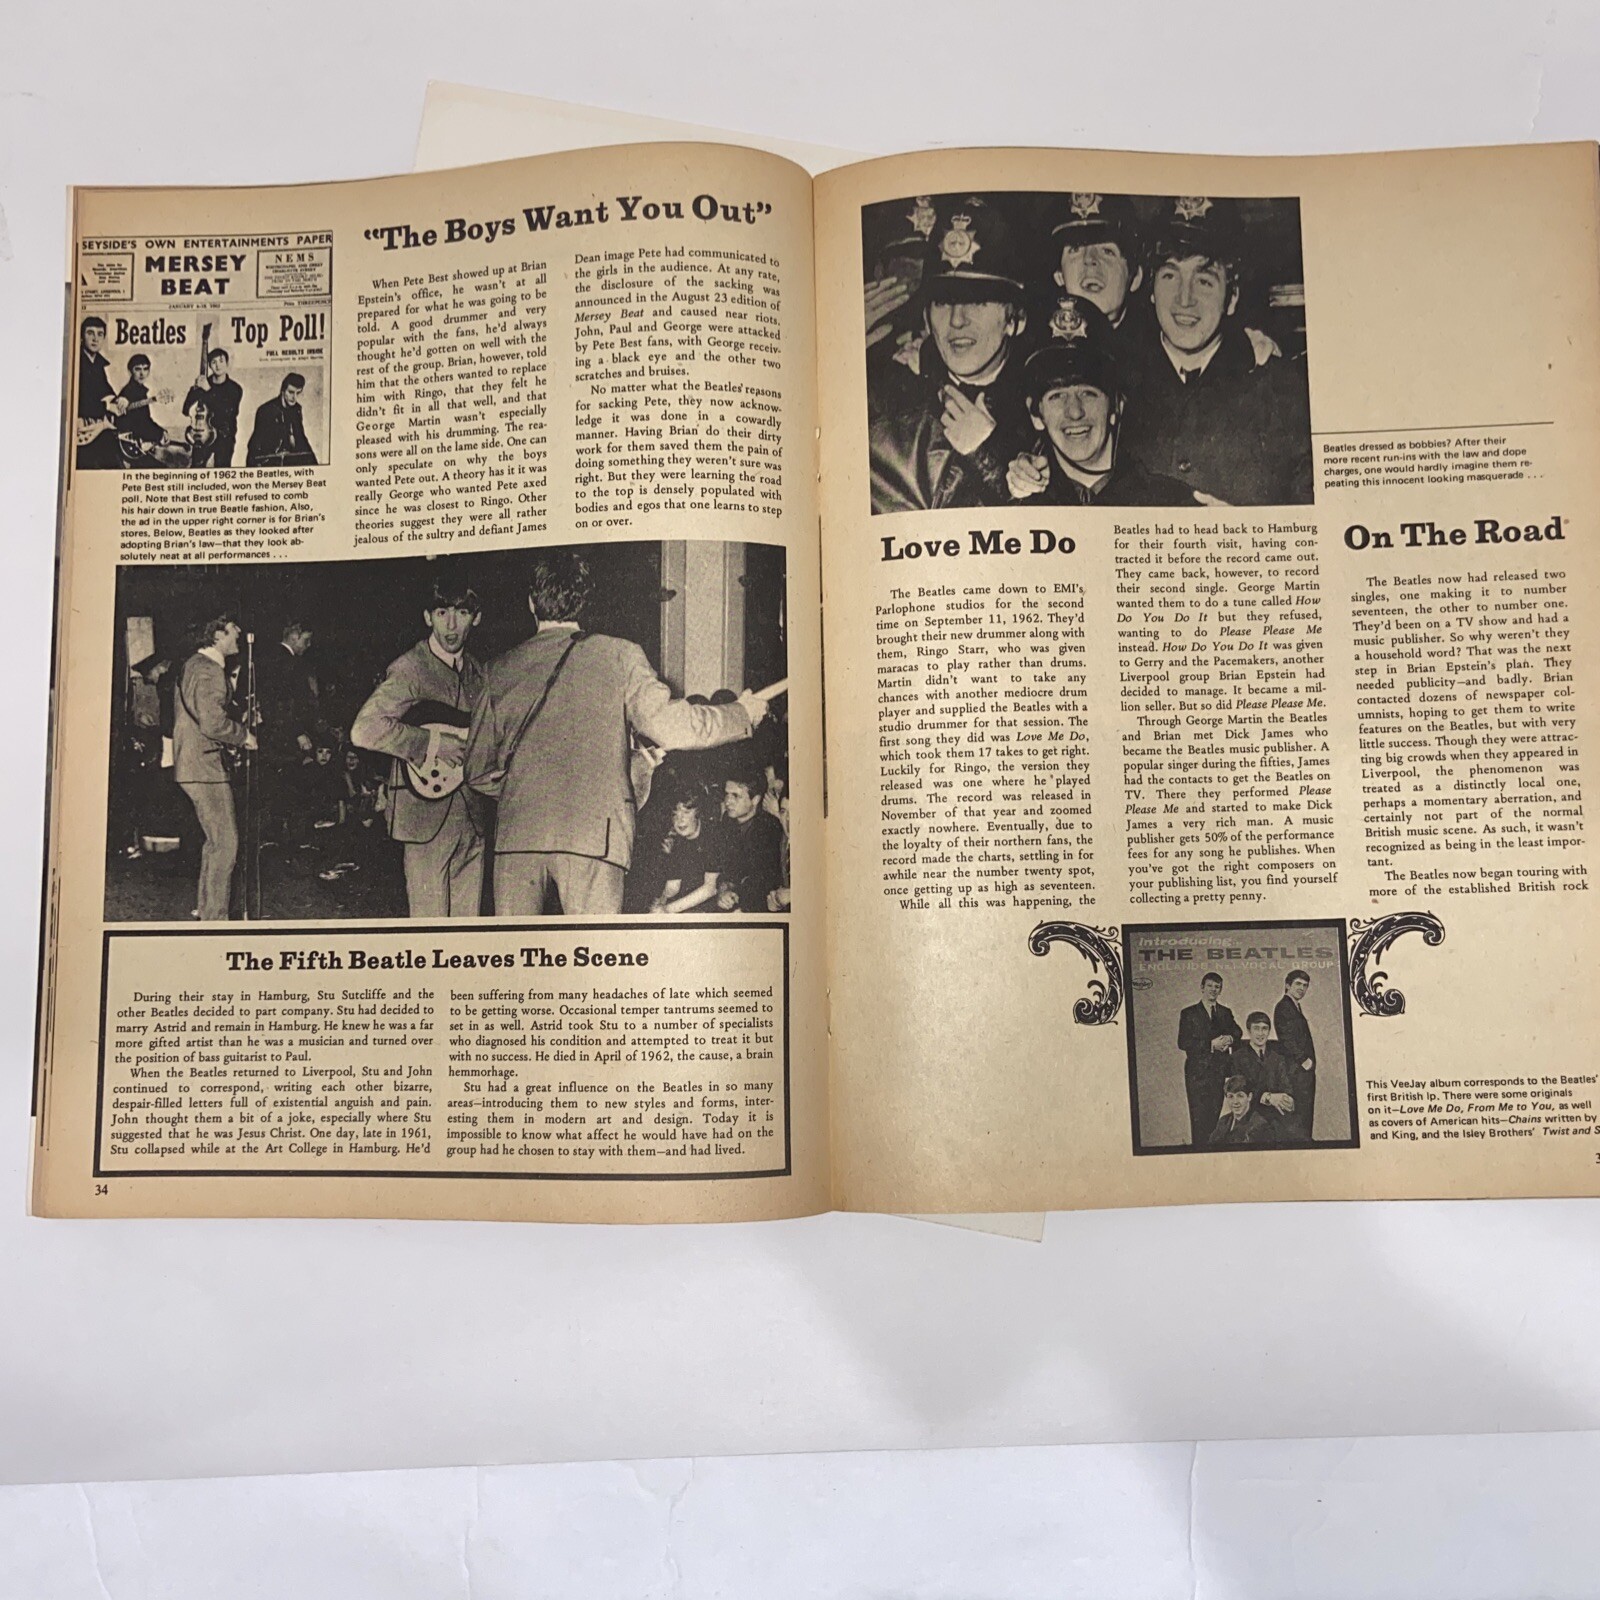 SEYSIDE'S OWN ENTERTAINMENTS PAPER
MERSEY
BEAT
NEMS
JANUARY 4-18, 1962
Beatles Top Poll!
FULL RESULTS INSIDE
In the beginning of 1962 the Beatles, with
Pete Best still included, won the Mersey Beat
poll. Note that Best still refused to comb
his hair down in true Beatle fashion. Also,
the ad in the upper right corner is for Brian's
stores. Below, Beatles as they looked after
adopting Brian's law—that they look ab-
solutely neat at all performances . . .
"The Boys Want You Out"
When Pete Best showed up at Brian
Epstein's office, he wasn't at all
prepared for what he was going to be
told. A good drummer and very
popular with the fans, he'd always
thought he'd gotten on well with the
rest of the group. Brian, however, told
him that the others wanted to replace
him with Ringo, that they felt he
didn't fit in all that well, and that
George Martin wasn't especially
pleased with his drumming. The rea-
sons were all on the lame side. One can
only speculate on why the boys
wanted Pete out. A theory has it it was
really George who wanted Pete axed
since he was closest to Ringo. Other
theories suggest they were all rather
jealous of the sultry and defiant James
Dean image Pete had communicated to
the girls in the audience. At any rate,
the disclosure of the sacking was
announced in the August 23 edition of
Mersey Beat and caused near riots.
John, Paul and George were attacked
by Pete Best fans, with George receiv-
ing a black eye and the other two
scratches and bruises.
No matter what the Beatles' reasons
for sacking Pete, they now acknow-
ledge it was done in a cowardly
manner. Having Brian do their dirty
work for them saved them the pain of
doing something they weren't sure was
right. But they were learning the road
to the top is densely populated with
bodies and egos that one learns to step
on or over.
The Fifth Beatle Leaves The Scene
During their stay in Hamburg, Stu Sutcliffe and the
other Beatles decided to part company. Stu had decided to
marry Astrid and remain in Hamburg. He knew he was a far
more gifted artist than he was a musician and turned over
the position of bass guitarist to Paul.
When the Beatles returned to Liverpool, Stu and John
continued to correspond, writing each other bizarre,
despair-filled letters full of existential anguish and pain.
John thought them a bit of a joke, especially where Stu
suggested that he was Jesus Christ. One day, late in 1961,
Stu collapsed while at the Art College in Hamburg. He'd
been suffering from many headaches of late which seemed
to be getting worse. Occasional temper tantrums seemed to
set in as well. Astrid took Stu to a number of specialists
who diagnosed his condition and attempted to treat it but
with no success. He died in April of 1962, the cause, a brain
hemmorhage.
Stu had a great influence on the Beatles in so many
areas—introducing them to new styles and forms, inter-
esting them in modern art and design. Today it is
impossible to know what affect he would have had on the
group had he chosen to stay with them—and had lived.
34
Beatles dressed as bobbies? After their
more recent run-ins with the law and dope
charges, one would hardly imagine them re-
peating this innocent looking masquerade . . .
Love Me Do
The Beatles came down to EMI's
Parlophone studios for the second
time on September 11, 1962. They'd
brought their new drummer along with
them, Ringo Starr, who was given
maracas to play rather than drums.
Martin didn't want to take any
chances with another mediocre drum
player and supplied the Beatles with a
studio drummer for that session. The
first song they did was Love Me Do,
which took them 17 takes to get right.
Luckily for Ringo, the version they
released was one where he played
drums. The record was released in
November of that year and zoomed
exactly nowhere. Eventually, due to
the loyalty of their northern fans, the
record made the charts, settling in for
awhile near the number twenty spot,
once getting up as high as seventeen.
While all this was happening, the
Beatles had to head back to Hamburg
for their fourth visit, having con-
tracted it before the record came out.
They came back, however, to record
their second single. George Martin
wanted them to do a tune called How
Do You Do It but they refused,
wanting to do Please Please Me
instead. How Do You Do It was given
to Gerry and the Pacemakers, another
Liverpool group Brian Epstein had
decided to manage. It became a mil-
lion seller. But so did Please Please Me.
Through George Martin the Beatles
and Brian met Dick James who
became the Beatles music publisher. A
popular singer during the fifties, James
had the contacts to get the Beatles on
TV. There they performed Please
Please Me and started to make Dick
James a very rich man. A music
publisher gets 50% of the performance
fees for any song he publishes. When
you've got the right composers on
your publishing list, you find yourself
collecting a pretty penny.
On The Road
The Beatles now had released two
singles, one making it to number
seventeen, the other to number one.
They'd been on a TV show and had a
music publisher. So why weren't they
a household word? That was the next
step in Brian Epstein's plan. They
needed publicity—and badly. Brian
contacted dozens of newspaper col-
umnists, hoping to get them to write
features on the Beatles, but with very
little success. Though they were attrac-
ting big crowds when they appeared in
Liverpool, the phenomenon was
treated as a distinctly local one,
perhaps a momentary aberration, and
certainly not part of the normal
British music scene. As such, it wasn't
recognized as being in the least impor-
tant.
The Beatles now began touring with
more of the established British rock
Introducing...
THE BEATLES
ENGLAND'S No.1 VOCAL GROUP
This VeeJay album corresponds to the Beatles'
first British lp. There were some originals
on it—Love Me Do, From Me to You, as well
as covers of American hits—Chains written by
and King, and the Isley Brothers' Twist and S
3